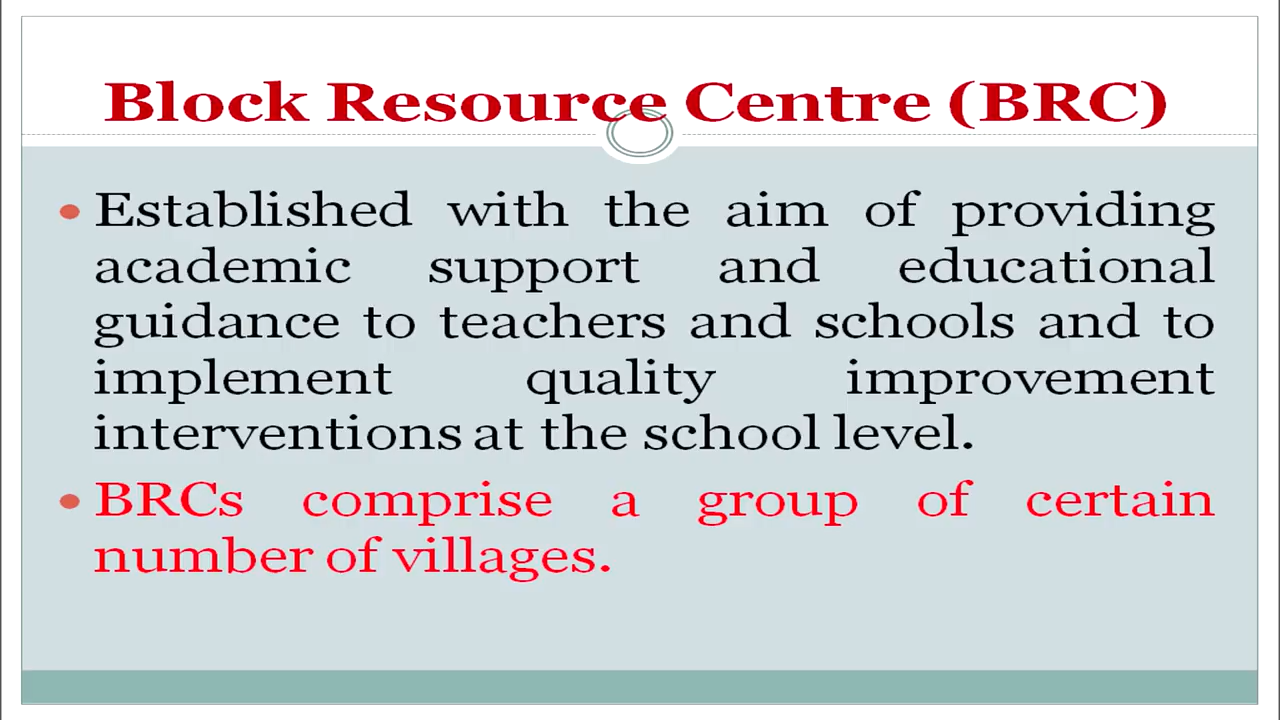 Block Resource Centre (BRC)
• Established with the aim of providing
academic support and educational
guidance to teachers and schools and to
implement quality improvement
interventions at the school level.
• BRCs comprise a group of certain
number of villages.